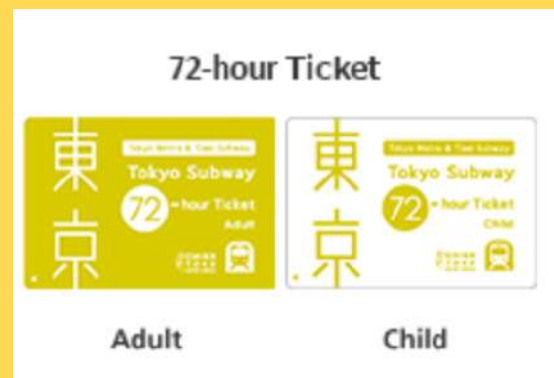 72-hour Ticket
東京
Tokyo Metro & Toei Subway
Tokyo Subway
72-hour Ticket
Adult
東京
Tokyo Metro & Toei Subway
Tokyo Subway
72-hour Ticket
Child
Adult
Child